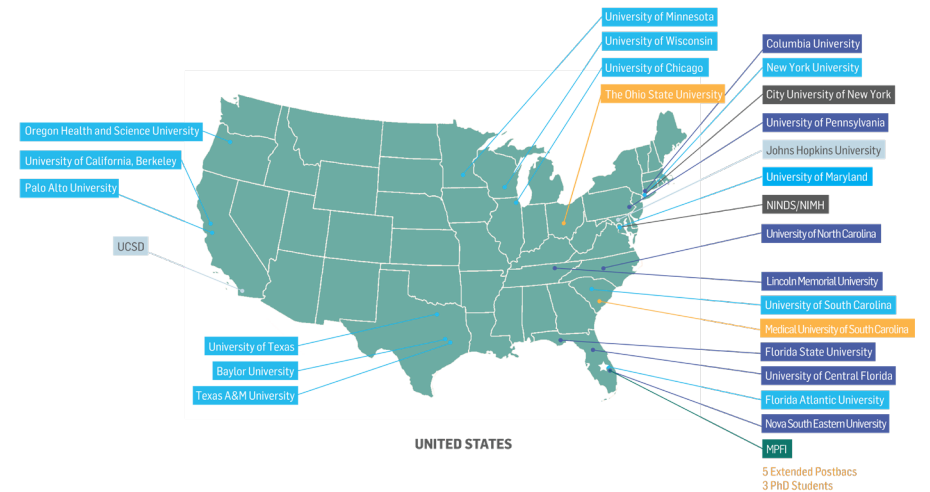 University of Minnesota
University of Wisconsin
University of Chicago
The Ohio State University
Columbia University
New York University
City University of New York
University of Pennsylvania
Johns Hopkins University
University of Maryland
NINDS/NIMH
University of North Carolina
Oregon Health and Science University
University of California, Berkeley
Palo Alto University
UCSD
Lincoln Memorial University
University of South Carolina
Medical University of South Carolina
Florida State University
University of Central Florida
Florida Atlantic University
Nova South Eastern University
MPFI
University of Texas
Baylor University
Texas A&M University
UNITED STATES
5 Extended Postbacs
3 PhD Students